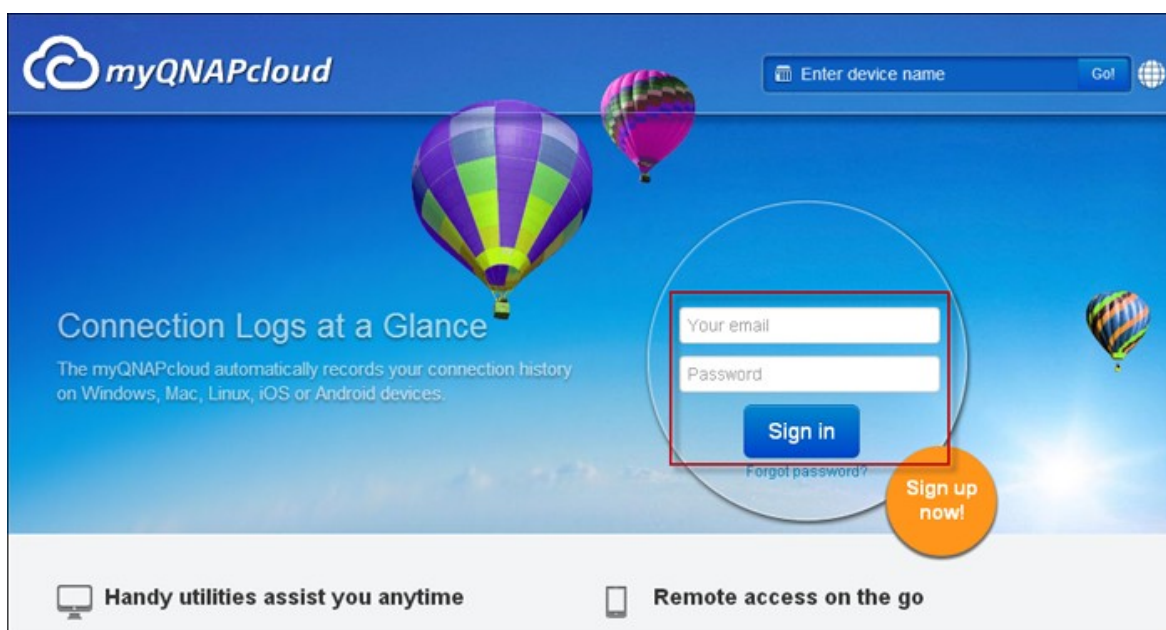 myQNAPcloud
Enter device name
Go!
Connection Logs at a Glance
The myQNAPcloud automatically records your connection history
on Windows, Mac, Linux, iOS or Android devices.
Your email
Password
Sign in
Forgot password?
Sign up
now!
Handy utilities assist you anytime
Remote access on the go